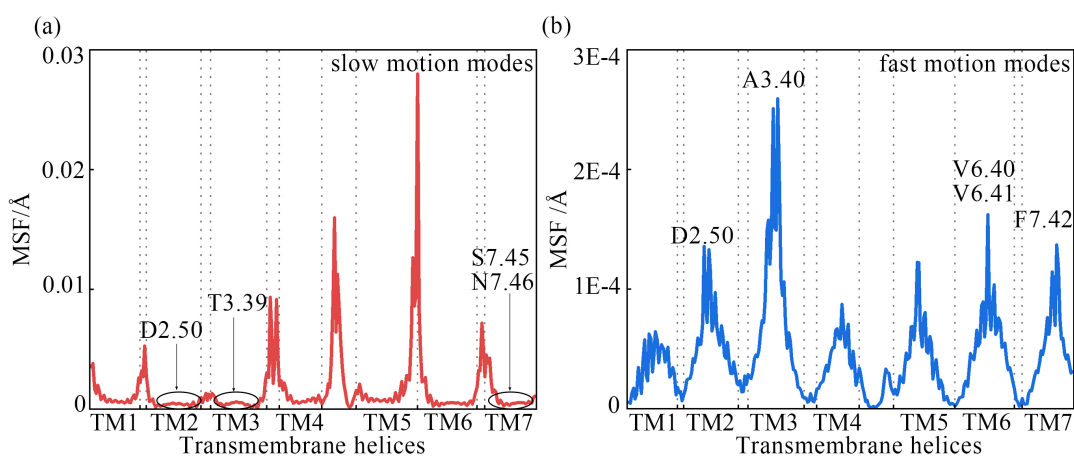 (a)
slow motion modes
MSF/Å
0.03
0.02
0.01
0
D2.50
T3.39
S7.45
N7.46
TM1 TM2 TM3 TM4 TM5 TM6 TM7
Transmembrane helices
(b)
fast motion modes
MSF /Å
3E-4
2E-4
1E-4
0
D2.50
A3.40
V6.40
V6.41
F7.42
TM1 TM2 TM3 TM4 TM5 TM6 TM7
Transmembrane helices